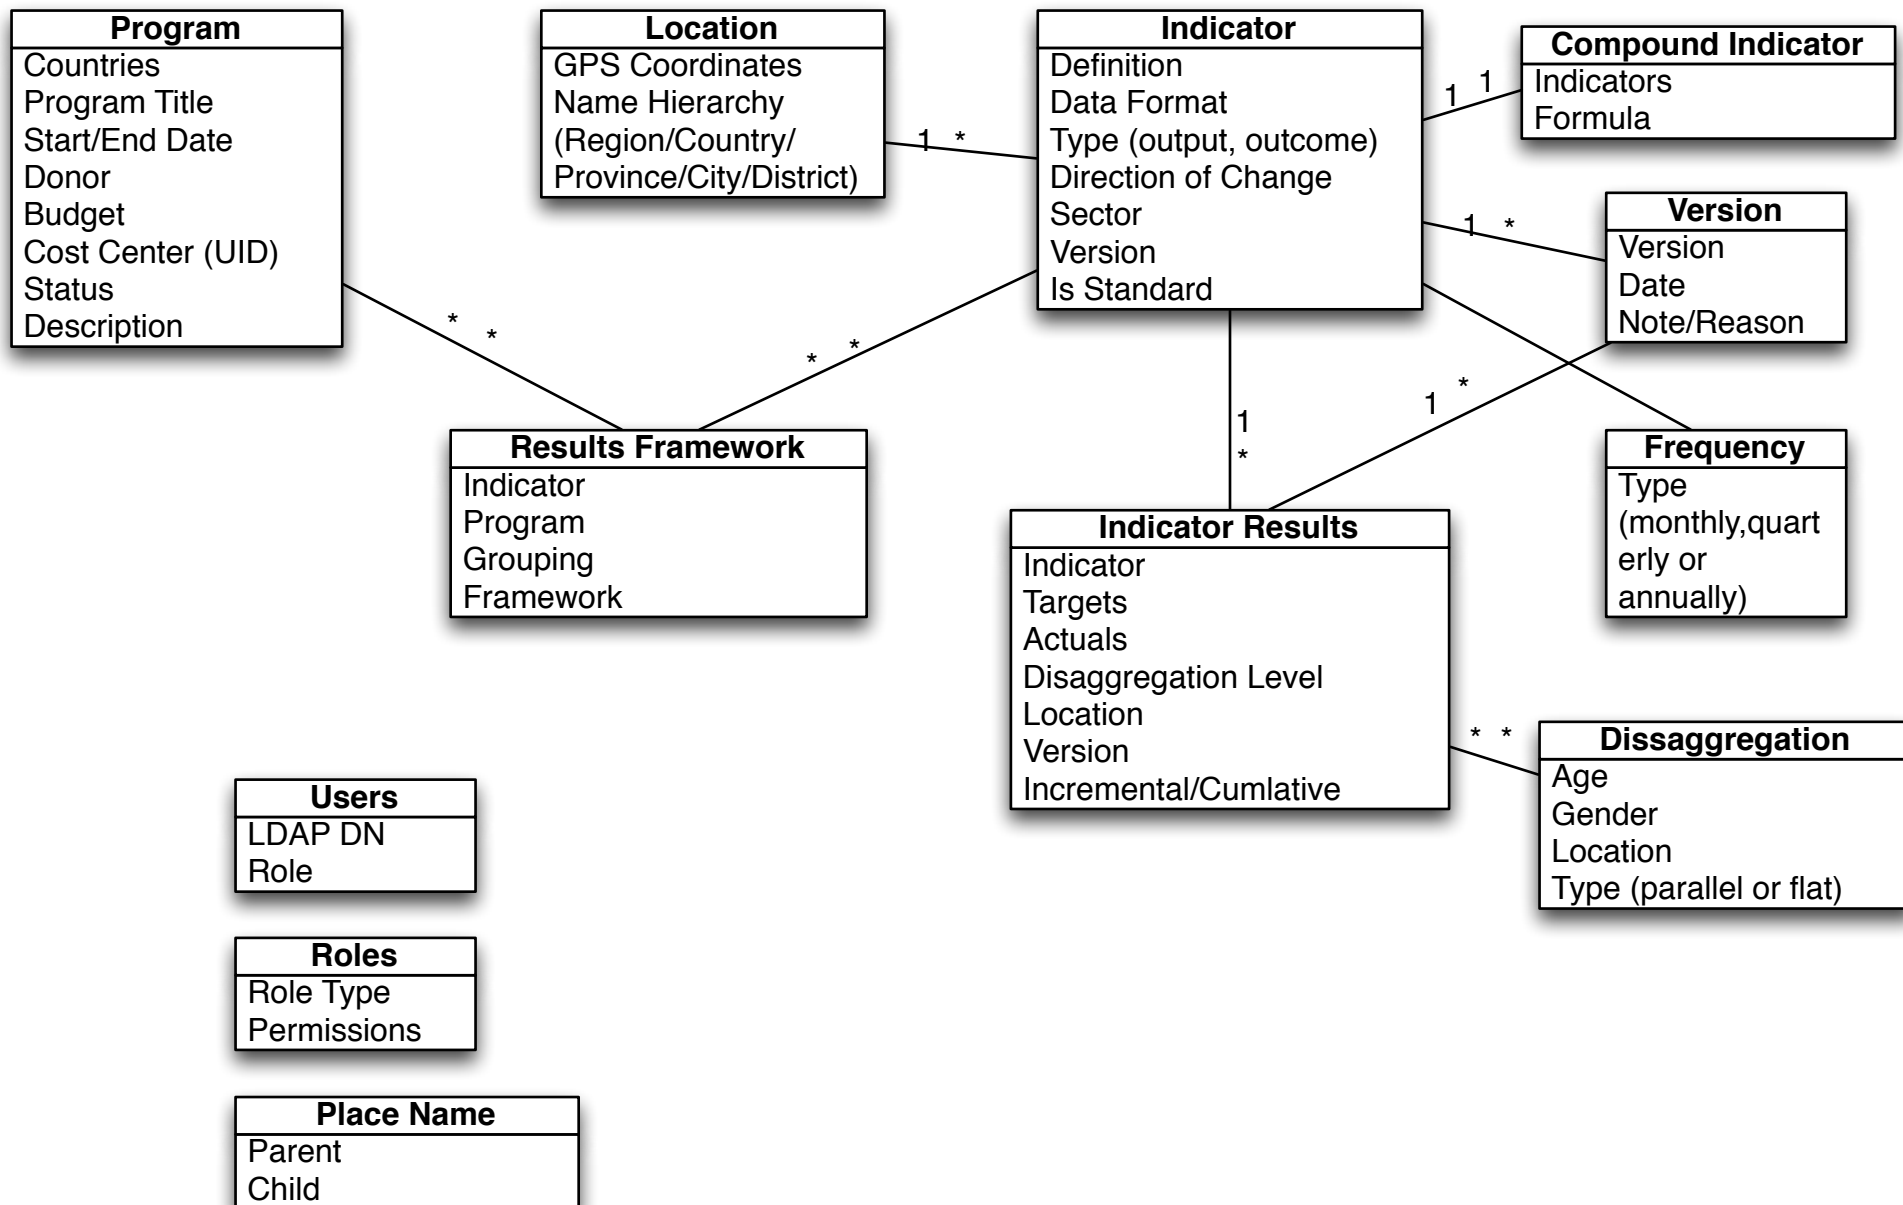 Program
Countries
Program Title
Start/End Date
Donor
Budget
Cost Center (UID)
Status
Description
Location
GPS Coordinates
Name Hierarchy
(Region/Country/
Province/City/District)
1 *
Indicator
Definition
Data Format
Type (output, outcome)
Direction of Change
Sector
Version
Is Standard
1 1
Compound Indicator
Indicators
Formula
1 *
Version
Version
Date
Note/Reason
* *
* *
1
*
1 *
Results Framework
Indicator
Program
Grouping
Framework
Frequency
Type
(monthly,quart
erly or
annually)
Indicator Results
Indicator
Targets
Actuals
Disaggregation Level
Location
Version
Incremental/Cumlative
* *
Dissaggregation
Age
Gender
Location
Type (parallel or flat)
Users
LDAP DN
Role
Roles
Role Type
Permissions
Place Name
Parent
Child